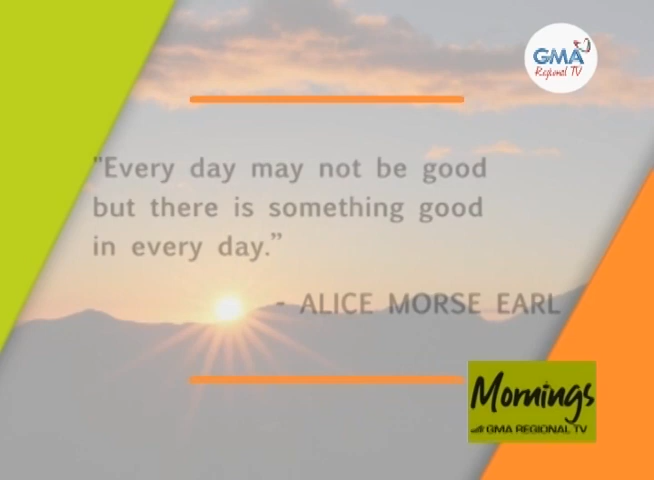 GMA
Regional TV
"Every day may not be good
but there is something good
in every day.”
- ALICE MORSE EARL
Mornings
with GMA REGIONAL TV